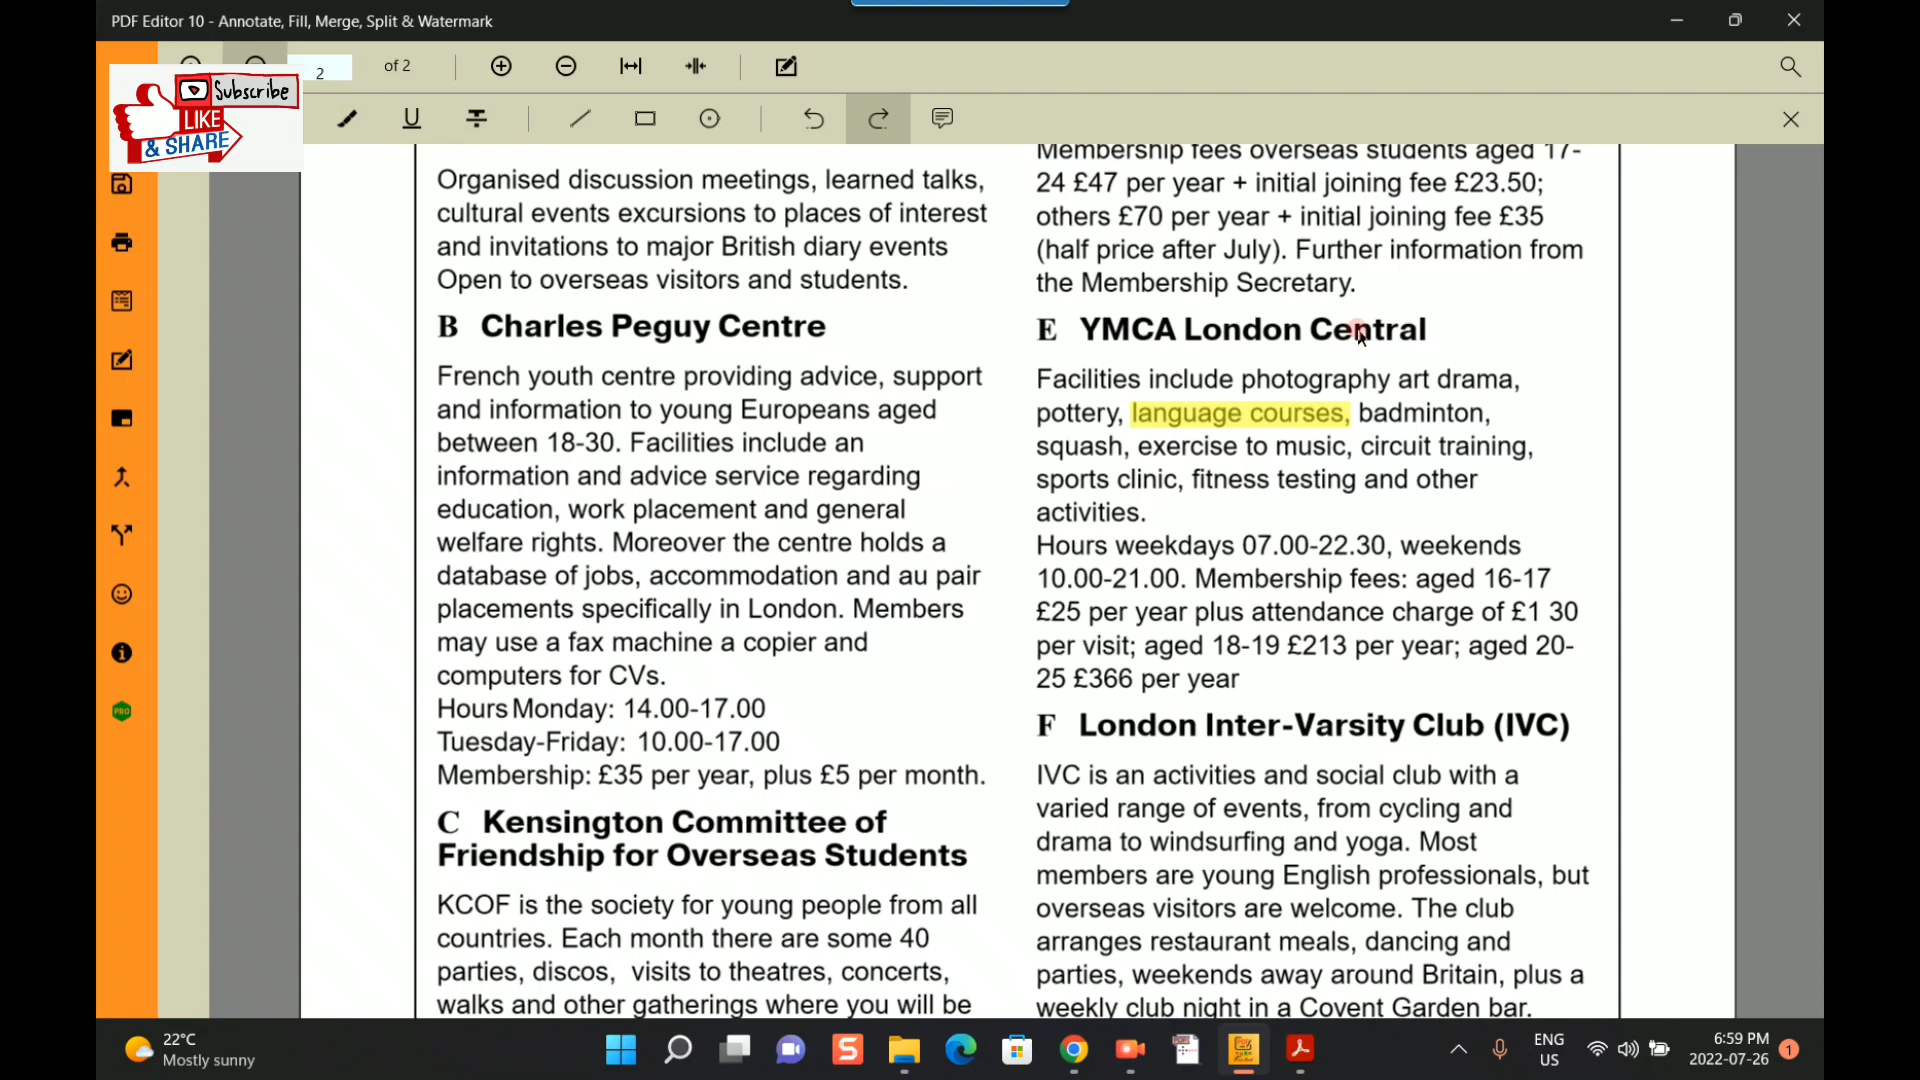 PDF Editor 10 - Annotate, Fill, Merge, Split & Watermark
2
of 2
Subscribe
LIKE
& SHARE
Organised discussion meetings, learned talks,
cultural events excursions to places of interest
and invitations to major British diary events
Open to overseas visitors and students.
B Charles Peguy Centre
French youth centre providing advice, support
and information to young Europeans aged
between 18-30. Facilities include an
information and advice service regarding
education, work placement and general
welfare rights. Moreover the centre holds a
database of jobs, accommodation and au pair
placements specifically in London. Members
may use a fax machine a copier and
computers for CVs.
Hours Monday: 14.00-17.00
Tuesday-Friday: 10.00-17.00
Membership: £35 per year, plus £5 per month.
C Kensington Committee of
Friendship for Overseas Students
KCOF is the society for young people from all
countries. Each month there are some 40
parties, discos, visits to theatres, concerts,
walks and other gatherings where you will be
Membership fees overseas students aged 17-
24 £47 per year + initial joining fee £23.50;
others £70 per year + initial joining fee £35
(half price after July). Further information from
the Membership Secretary.
E YMCA London Central
Facilities include photography art drama,
pottery, language courses, badminton,
squash, exercise to music, circuit training,
sports clinic, fitness testing and other
activities.
Hours weekdays 07.00-22.30, weekends
10.00-21.00. Membership fees: aged 16-17
£25 per year plus attendance charge of £1 30
per visit; aged 18-19 £213 per year; aged 20-
25 £366 per year
F London Inter-Varsity Club (IVC)
IVC is an activities and social club with a
varied range of events, from cycling and
drama to windsurfing and yoga. Most
members are young English professionals, but
overseas visitors are welcome. The club
arranges restaurant meals, dancing and
parties, weekends away around Britain, plus a
weekly club night in a Covent Garden bar.
PRO
22°C
Mostly sunny
ENG
US
6:59 PM
2022-07-26
1